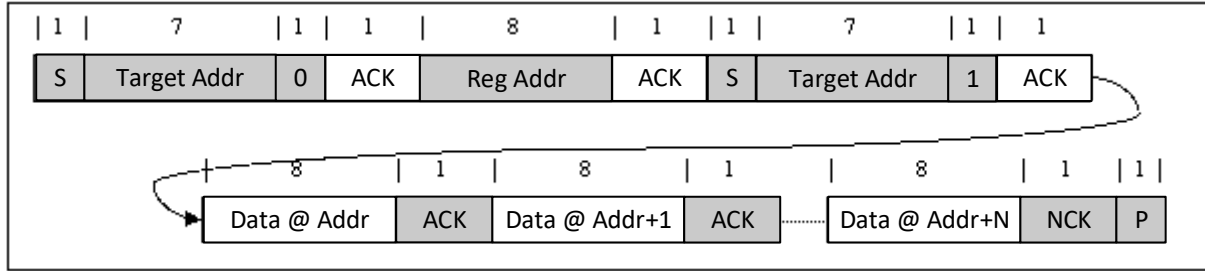 | 1 | 7 | 1 | 1 | 8 | 1 | 1 | 7 | 1 | 1
S Target Addr 0 ACK Reg Addr ACK S Target Addr 1 ACK
| 8 | 1 | 8 | 1 | 8 | 1 | 1 |
Data @ Addr ACK Data @ Addr+1 ACK Data @ Addr+N NCK P